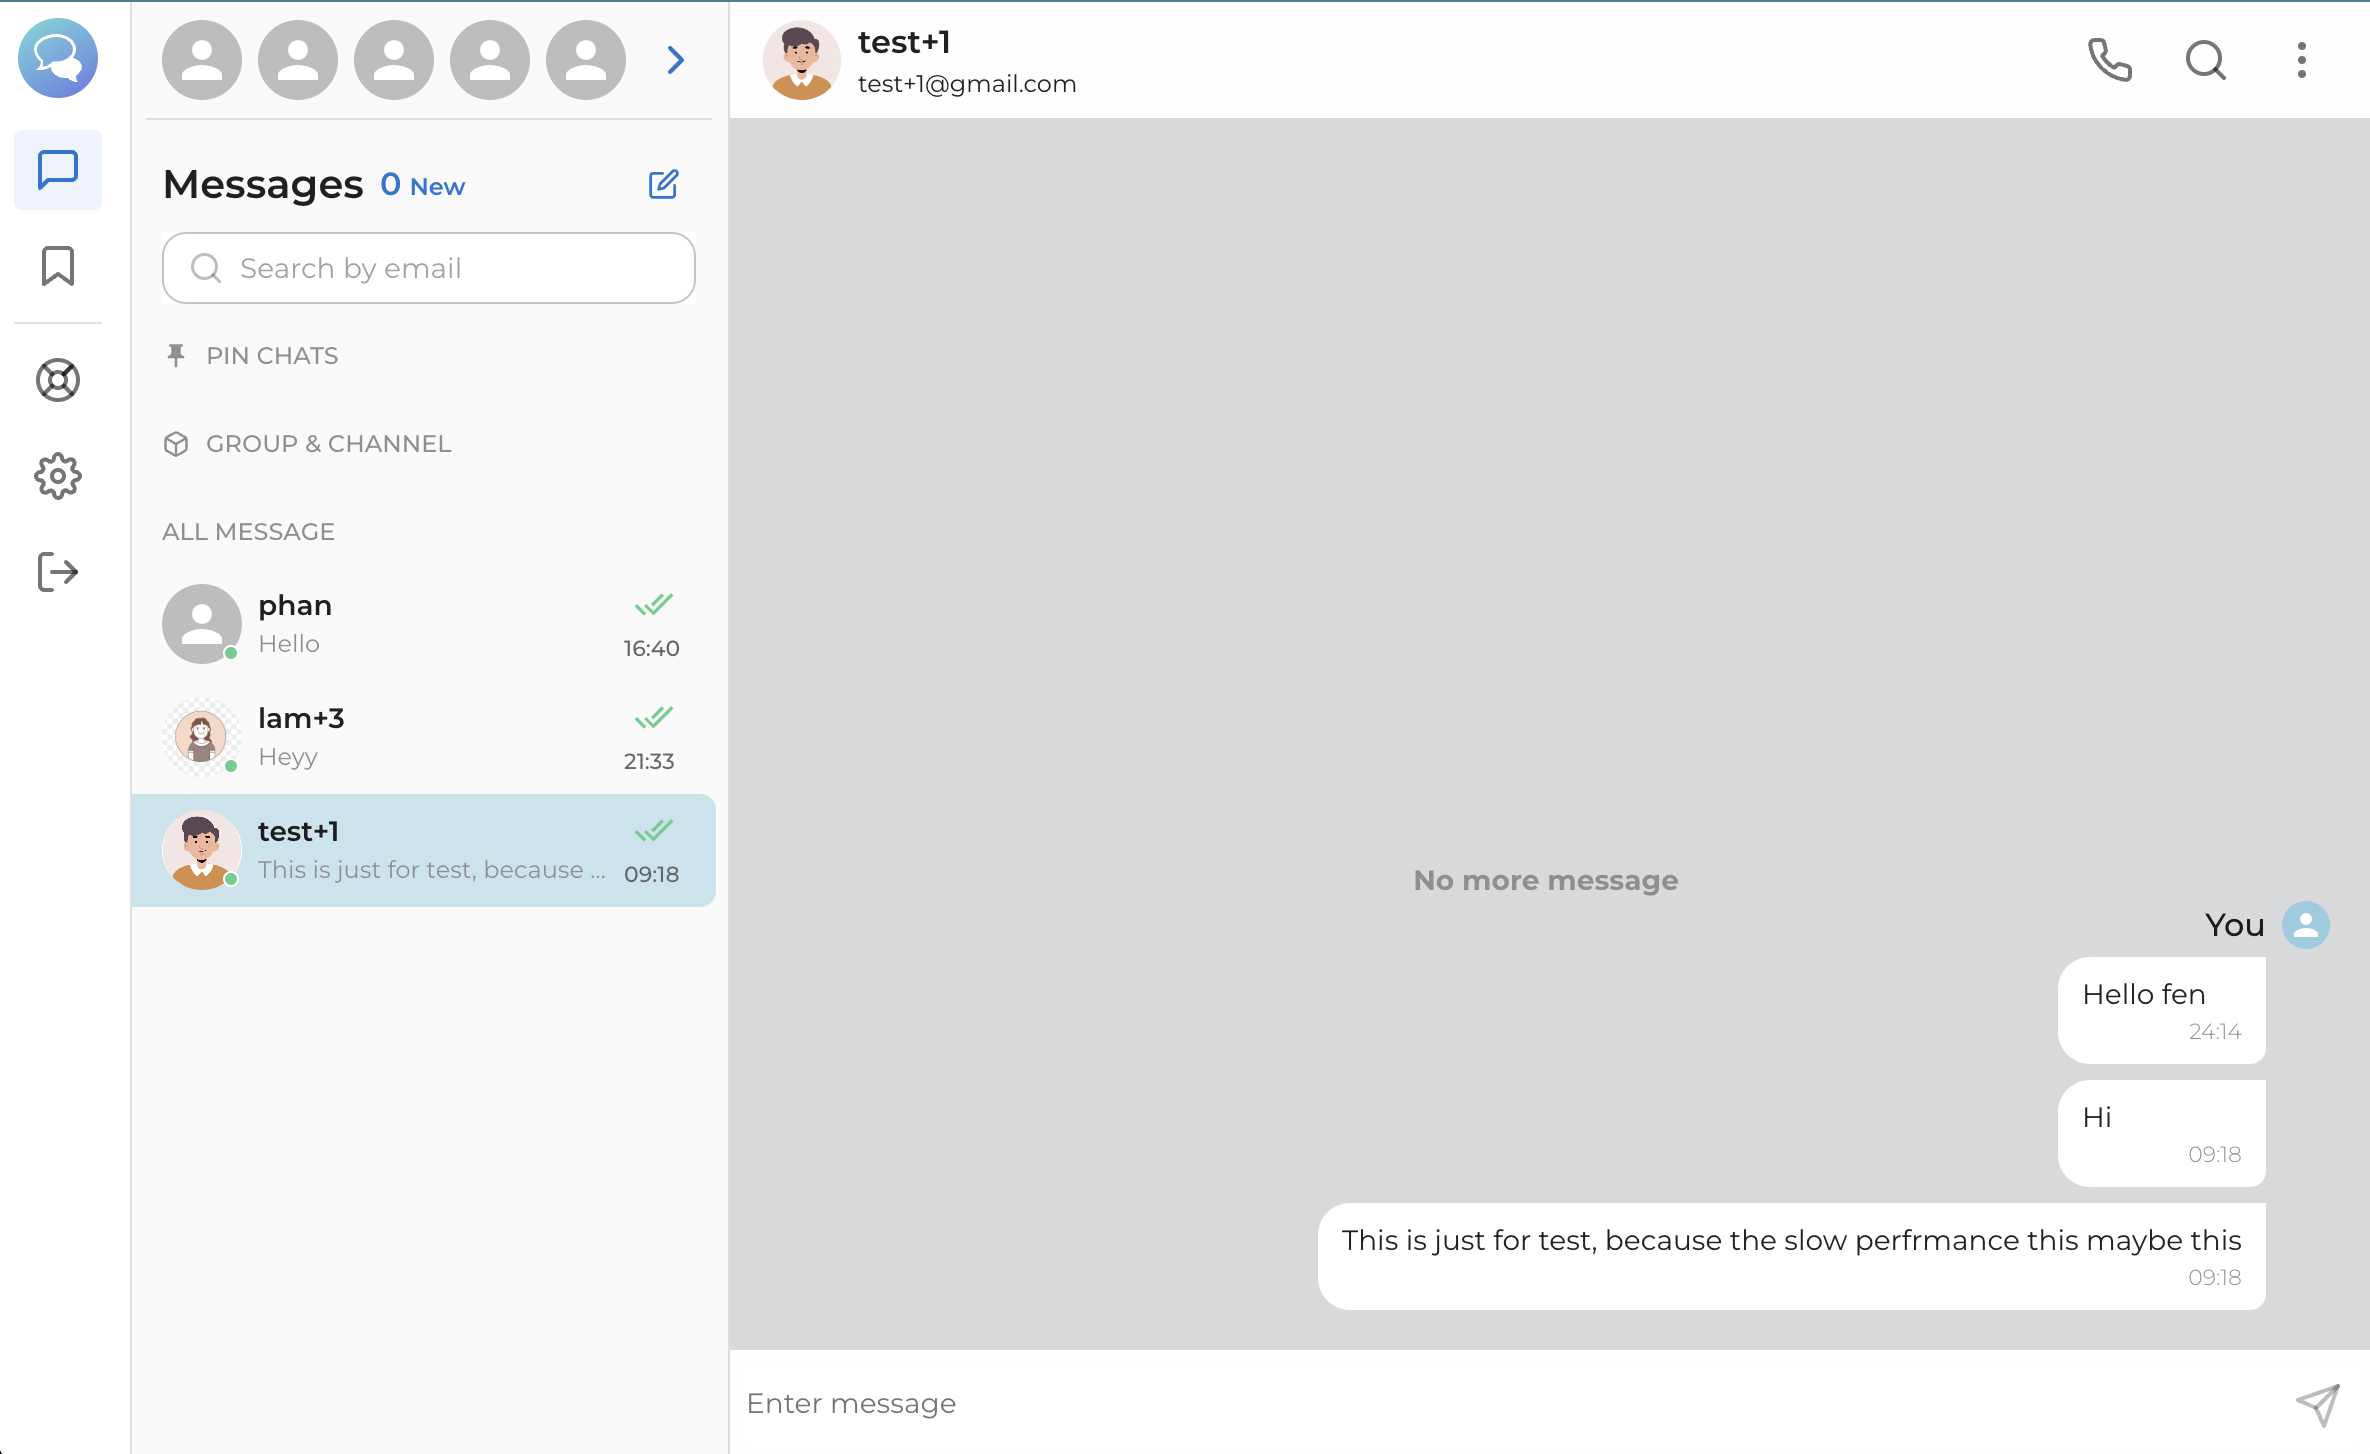 Messages 0 New
Search by email
PIN CHATS
GROUP & CHANNEL
ALL MESSAGE
phan
Hello
16:40
lam+3
Heyy
21:33
test+1
This is just for test, because ...
09:18
test+1
test+1@gmail.com
No more message
You
Hello fen
24:14
Hi
09:18
This is just for test, because the slow perfrmance this maybe this
09:18
Enter message